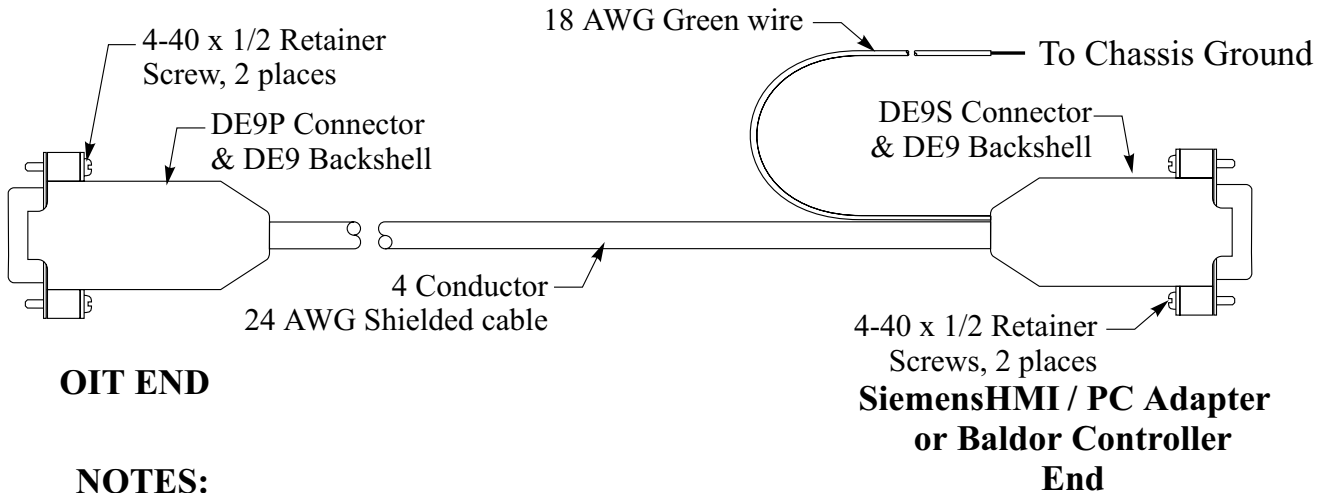 18 AWG Green wire
4-40 x 1/2 Retainer
Screw, 2 places
To Chassis Ground
DE9P Connector
& DE9 Backshell
DE9S Connector
& DE9 Backshell
4 Conductor
24 AWG Shielded cable
4-40 x 1/2 Retainer
Screws, 2 places
OIT END
SiemensHMI / PC Adapter
or Baldor Controller
End
NOTES: